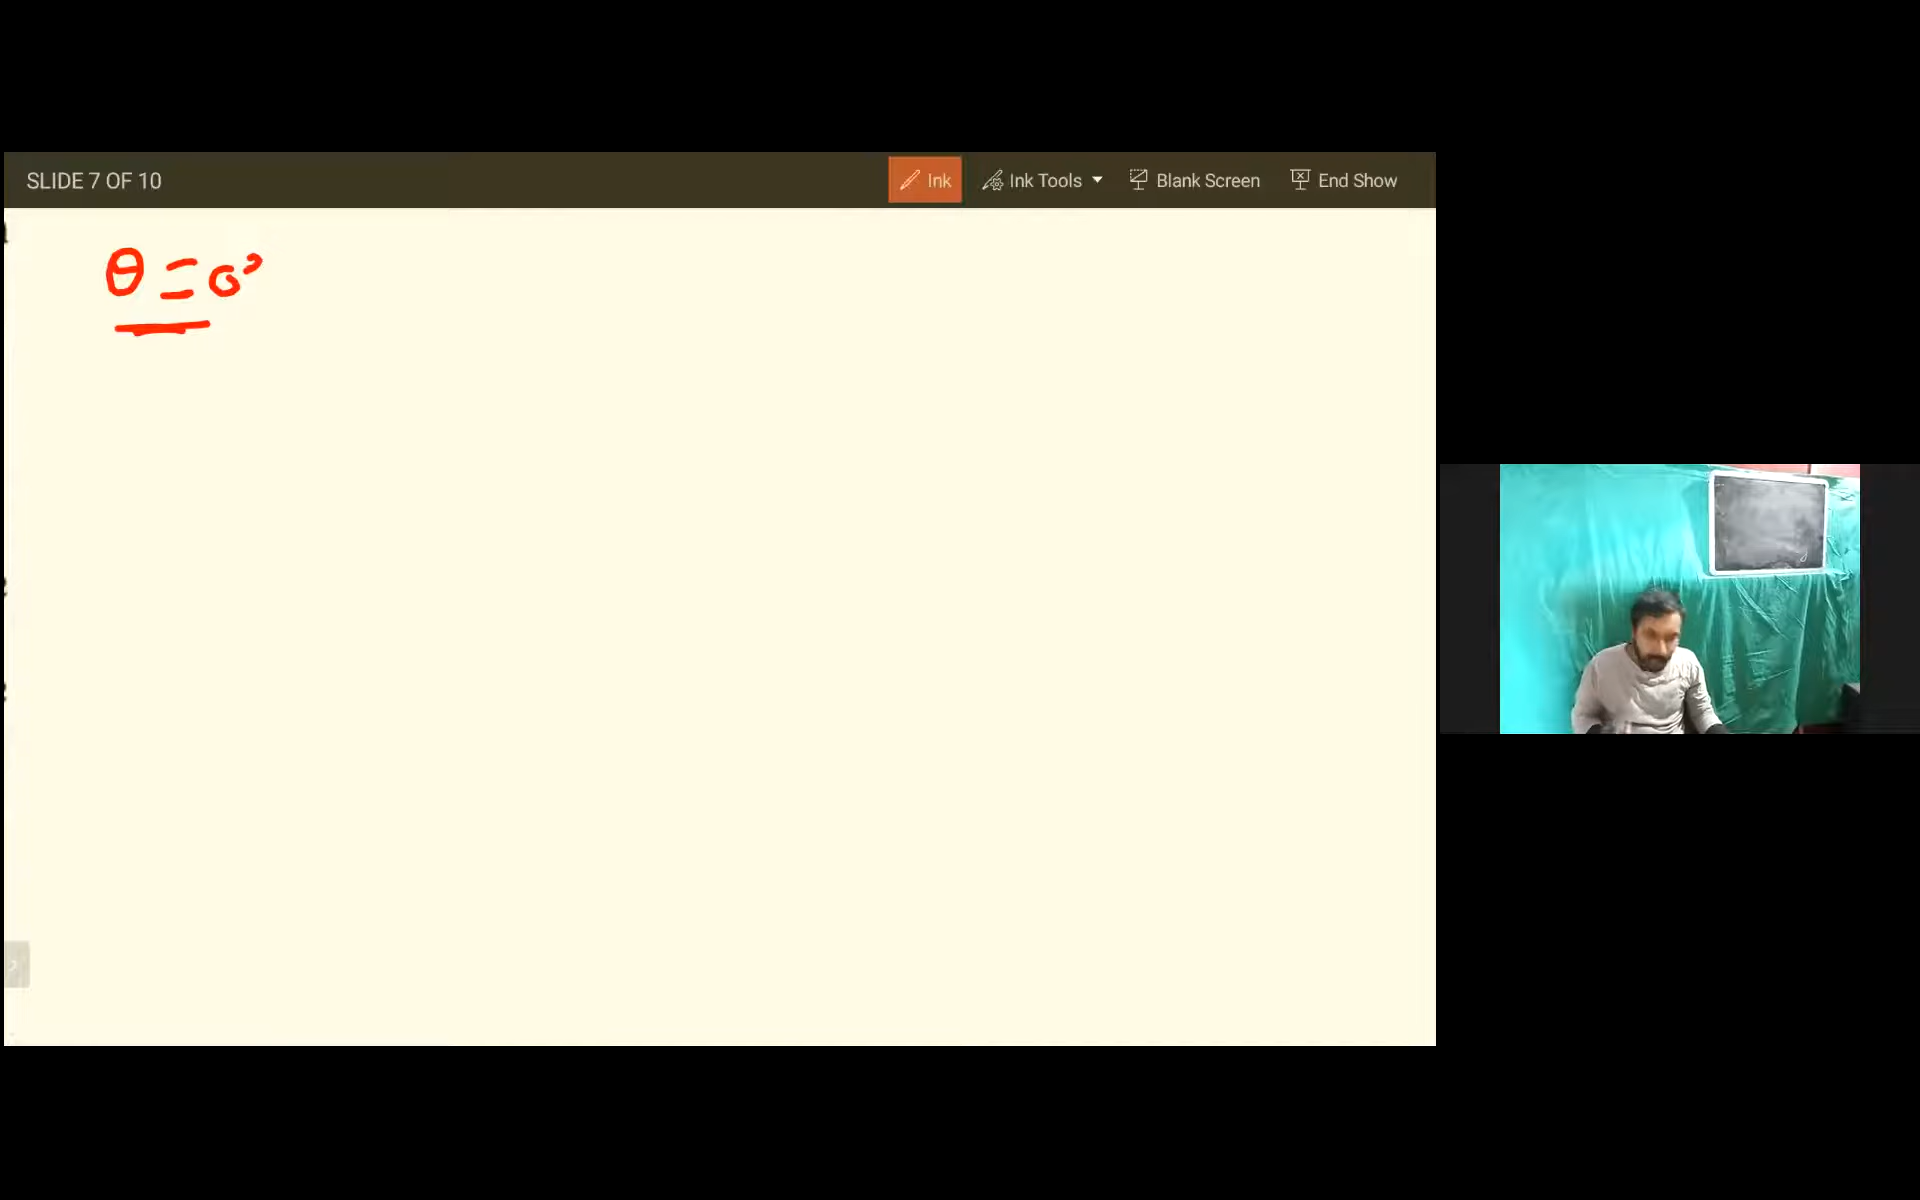 SLIDE 7 OF 10 Ink Ink Tools Blank Screen End Show
θ = 0°